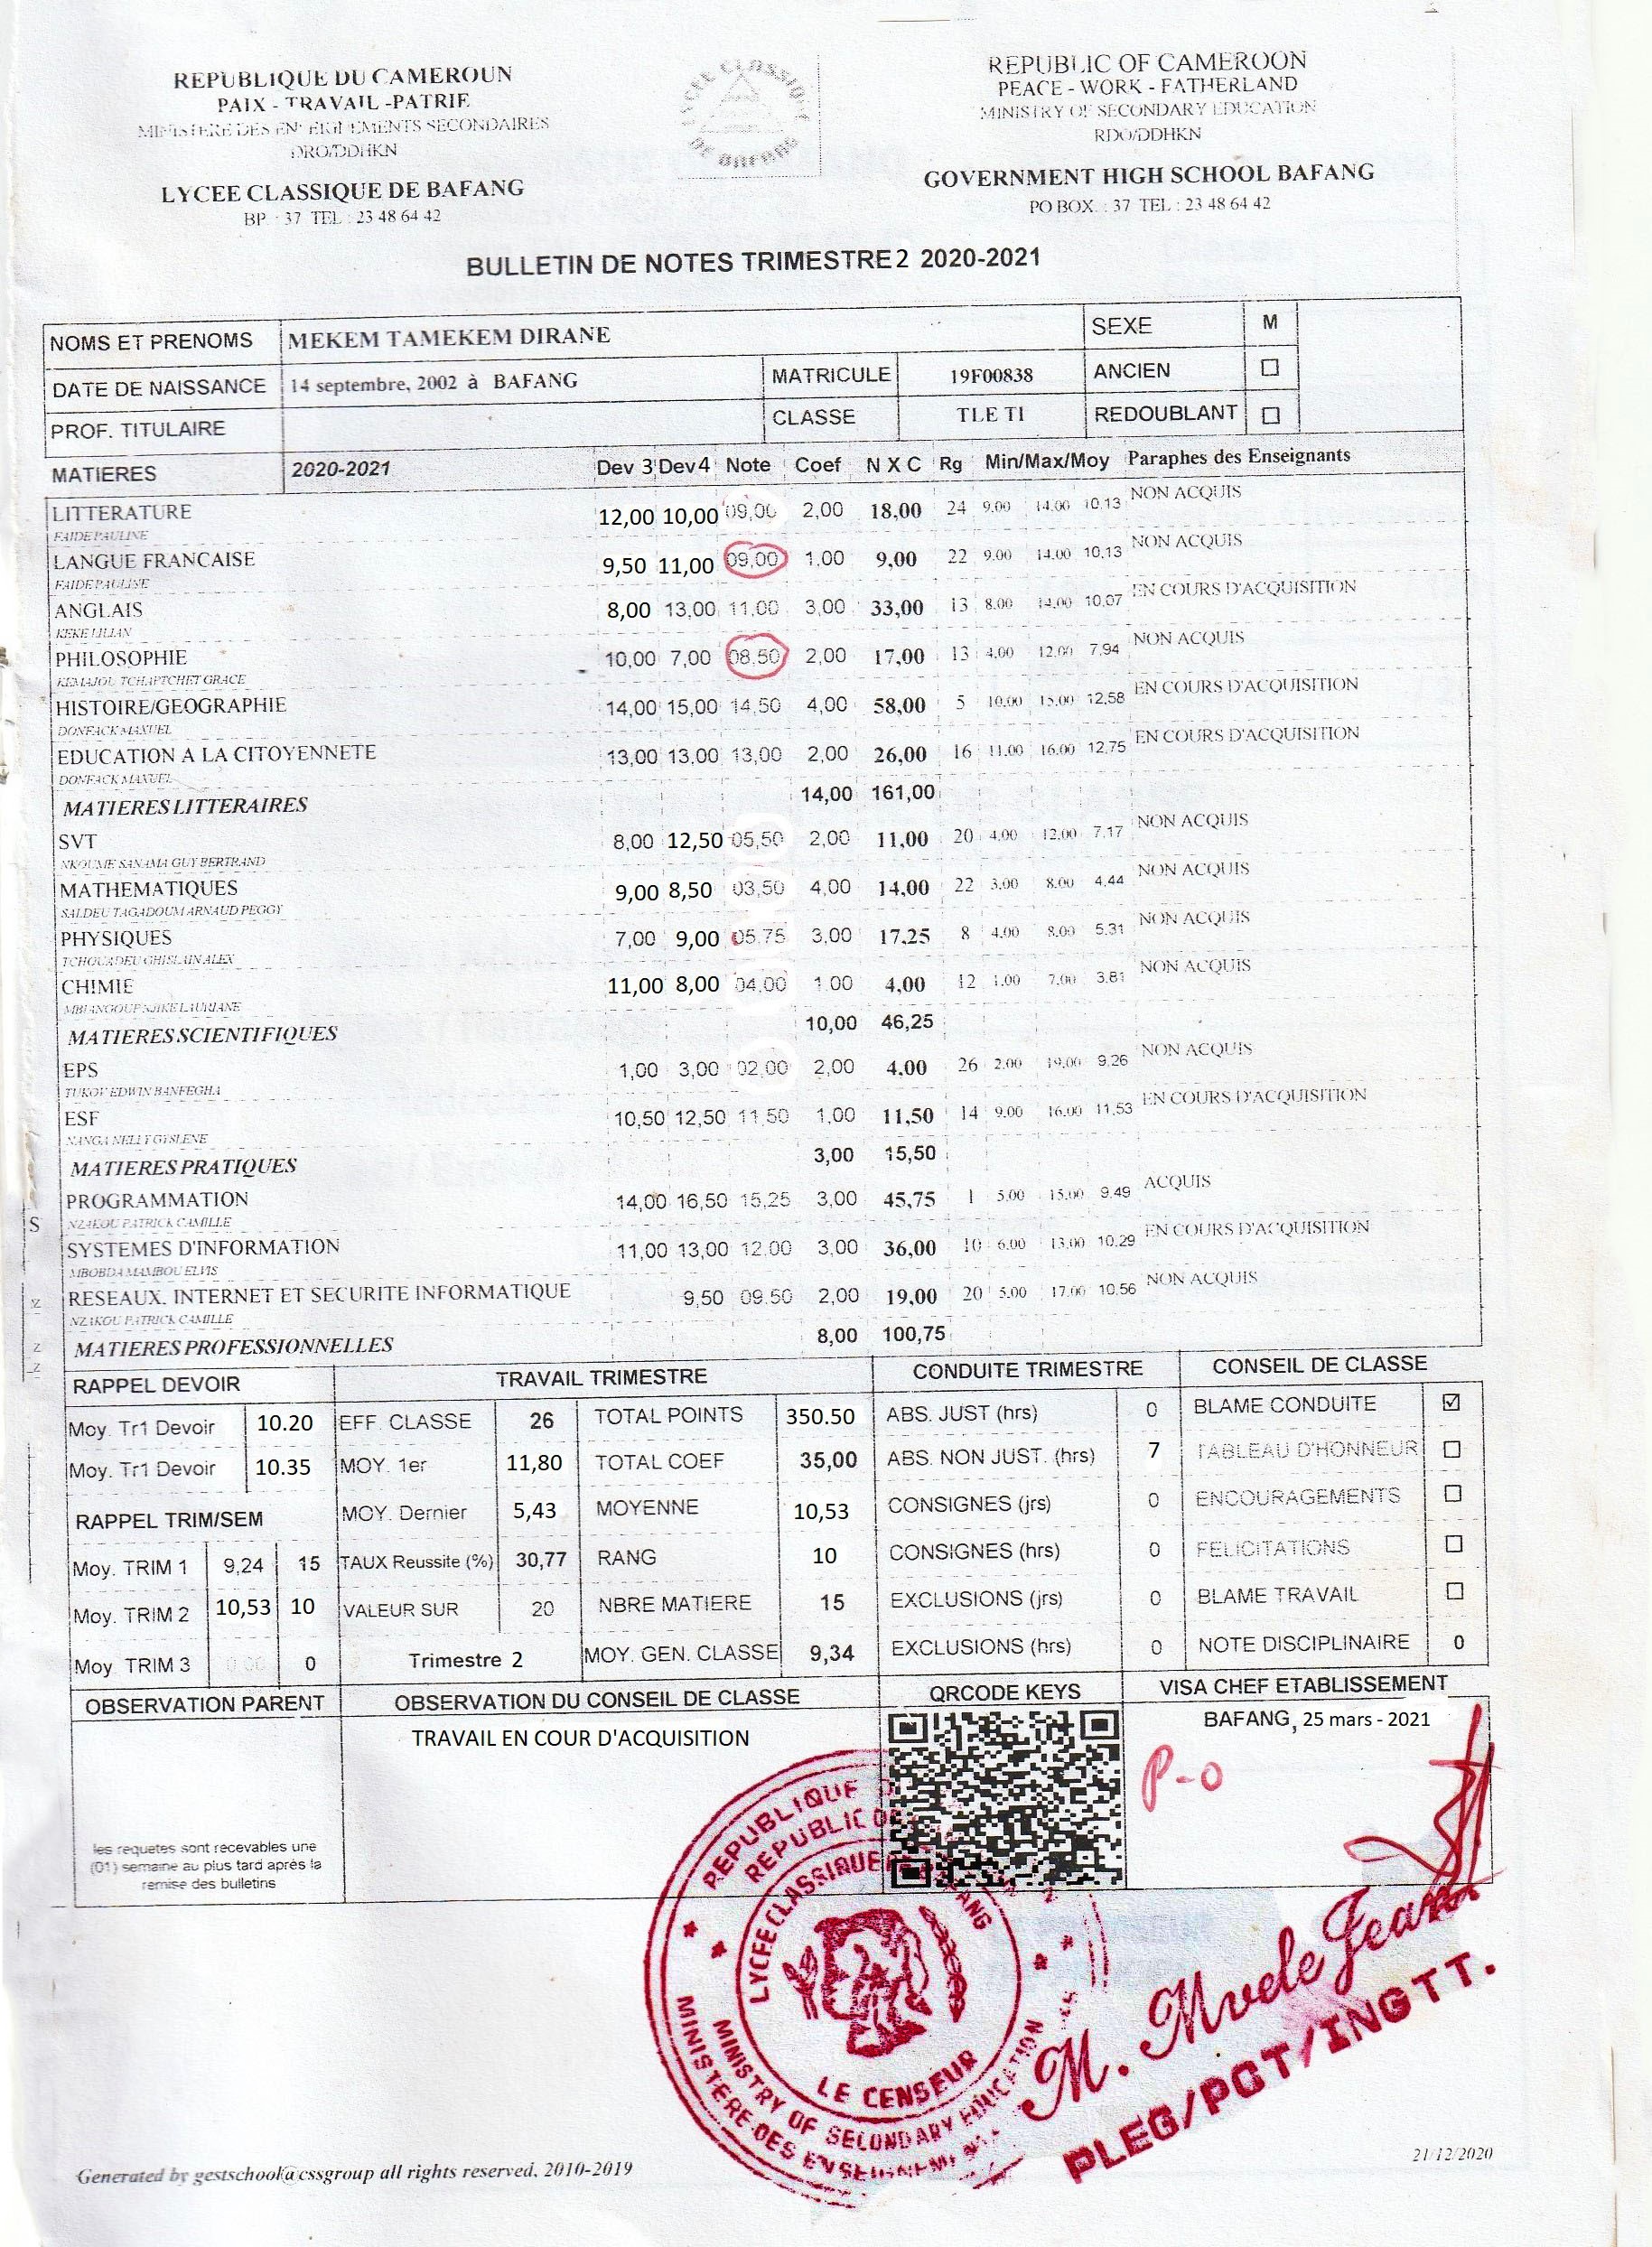 REPUBLIQUE DU CAMEROUN
PAIX - TRAVAIL -PATRIE
MINISTERE DES ENSEIGNEMENTS SECONDAIRES
DRO/DDHKN
LYCEE CLASSIQUE DE BAFANG
BP : 37 TEL : 23 48 64 42
LYCEE CLASSIQUE DE BAFANG
REPUBLIC OF CAMEROON
PEACE - WORK - FATHERLAND
MINISTRY OF SECONDARY EDUCATION
RDO/DDHKN
GOVERNMENT HIGH SCHOOL BAFANG
PO BOX. : 37 TEL : 23 48 64 42
BULLETIN DE NOTES TRIMESTRE 2 2020-2021
NOMS ET PRENOMS MEKEM TAMEKEM DIRANE SEXE M
DATE DE NAISSANCE 14 septembre, 2002 à BAFANG MATRICULE 19F00838 ANCIEN
PROF. TITULAIRE CLASSE TLE TI REDOUBLANT
MATIERES 2020-2021 Dev 3 Dev 4 Note Coef N X C Rg Min/Max/Moy Paraphes des Enseignants
LITTERATURE 12,00 10,00 09,00 2,00 18,00 24 9.00 14.00 10.13 NON ACQUIS
FAIDE PAULINE
LANGUE FRANCAISE 9,50 11,00 09,00 1.00 9,00 22 9.00 14.00 10,13 NON ACQUIS
FAIDE PAULINE
ANGLAIS 8,00 13,00 11,00 3,00 33,00 13 8.00 14.00 10,07 EN COURS D'ACQUISITION
KEKE LILIAN
PHILOSOPHIE 10,00 7,00 08.50 2,00 17,00 13 4.00 12.00 7,94 NON ACQUIS
KEMAJOU TCHAPTCHET GRACE
HISTOIRE/GEOGRAPHIE 14,00 15,00 14,50 4,00 58,00 5 10.00 15.00 12,58 EN COURS D'ACQUISITION
DONFACK MANUEL
EDUCATION A LA CITOYENNETE 13,00 13,00 13,00 2,00 26,00 16 11.00 16.00 12,75 EN COURS D'ACQUISITION
DONFACK MANUEL
MATIERES LITTERAIRES 14,00 161,00
SVT 8,00 12,50 05,50 2,00 11,00 20 4.00 12.00 7,17 NON ACQUIS
NKOUME SANAMA GUY BERTRAND
MATHEMATIQUES 9,00 8,50 03,50 4,00 14,00 22 3.00 8.00 4,44 NON ACQUIS
SALDEU TAGADOUM ARNAUD PEGGY
PHYSIQUES 7,00 9,00 05.75 3,00 17,25 8 4.00 8.00 5.31 NON ACQUIS
TCHOUADEU GHISLAIN ALEX
CHIMIE 11,00 8,00 04,00 1.00 4,00 12 1.00 7.00 3.81 NON ACQUIS
LAURIANE
MATIERES SCIENTIFIQUES 10,00 46,25
EPS 1,00 3,00 02,00 2,00 4.00 26 2.00 19.00 9.26 NON ACQUIS
EDWIN BANFEGHA
ESF 10,50 12,50 11,50 1,00 11,50 14 9.00 16.00 11,53 EN COURS D'ACQUISITION
NANGA NELLY GYSLENE
MATIERES PRATIQUES 3,00 15,50
PROGRAMMATION 14,00 16,50 15,25 3,00 45,75 1 5.00 15.00 9.49 ACQUIS
NZAKOU PATRICK CAMILLE
SYSTEMES D'INFORMATION 11,00 13,00 12.00 3,00 36,00 10 6.00 13.00 10.29 EN COURS D'ACQUISITION
MBOBDA MAMBOU ELVIS
RESEAUX. INTERNET ET SECURITE INFORMATIQUE 9,50 09.50 2,00 19,00 20 5.00 17.00 10,56 NON ACQUIS
NZAKOU PATRICK CAMILLE
MATIERES PROFESSIONNELLES 8,00 100,75
RAPPEL DEVOIR TRAVAIL TRIMESTRE CONDUITE TRIMESTRE CONSEIL DE CLASSE
Moy. Tr1 Devoir 10.20 EFF. CLASSE 26 TOTAL POINTS 350.50 ABS. JUST (hrs) 0 BLAME CONDUITE ☑
Moy. Tr1 Devoir 10.35 MOY. 1er 11,80 TOTAL COEF 35,00 ABS. NON JUST. (hrs) 7 TABLEAU D'HONNEUR
RAPPEL TRIM/SEM MOY. Dernier 5,43 MOYENNE 10,53 CONSIGNES (jrs) 0 ENCOURAGEMENTS
Moy. TRIM 1 9,24 15 TAUX Reussite (%) 30,77 RANG 10 CONSIGNES (hrs) 0 FELICITATIONS
Moy. TRIM 2 10,53 10 VALEUR SUR 20 NBRE MATIERE 15 EXCLUSIONS (jrs) 0 BLAME TRAVAIL
Moy. TRIM 3 0.00 0 Trimestre 2 MOY. GEN. CLASSE 9,34 EXCLUSIONS (hrs) 0 NOTE DISCIPLINAIRE 0
OBSERVATION PARENT OBSERVATION DU CONSEIL DE CLASSE QRCODE KEYS VISA CHEF ETABLISSEMENT
TRAVAIL EN COUR D'ACQUISITION
BAFANG, 25 mars - 2021
P-O
les requetes sont recevables une
(01) semaine au plus tard après la
remise des bulletins
REPUBLIQUE
REPUBLIC OF
LYCEE CLASSIQUE DE BAFANG
LE CENSEUR
MINISTRY OF SECONDARY EDUCATION
MINISTERE DES ENSEIGNEMEN
M. Mvele Jean
PLEG/PCT/INGTT.
Generated by gestschool@cssgroup all rights reserved, 2010-2019
21/12/2020